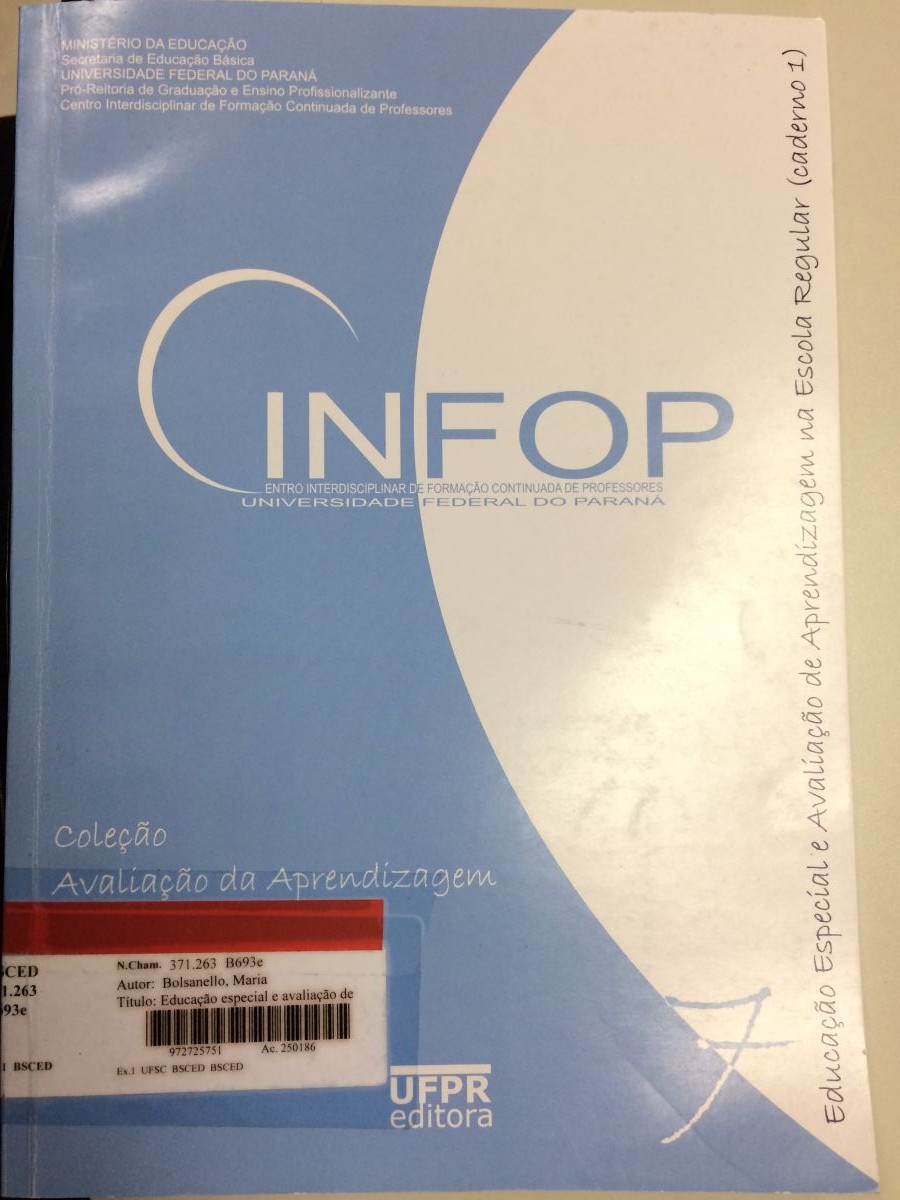 MINISTÉRIO DA EDUCAÇÃO
Secretaria de Educação Básica
UNIVERSIDADE FEDERAL DO PARANÁ
Pró-Reitoria de Graduação e Ensino Profissionalizante
Centro Interdisciplinar de Formação Continuada de Professores
CINFOP
ENTRO INTERDISCIPLINAR DE FORMAÇÃO CONTINUADA DE PROFESSORES
UNIVERSIDADE FEDERAL DO PARANÁ
Educação Especial e Avaliação de Aprendizagem na Escola Regular (caderno 1)
Coleção
Avaliação da Aprendizagem
SCED
1.263
93e
1 BSCED
N.Cham. 371.263 B693e
Autor: Bolsanello, Maria
Título: Educação especial e avaliação de
972725751 Ac. 250186
Ex.1 UFSC BSCED BSCED
UFPR
editora
7